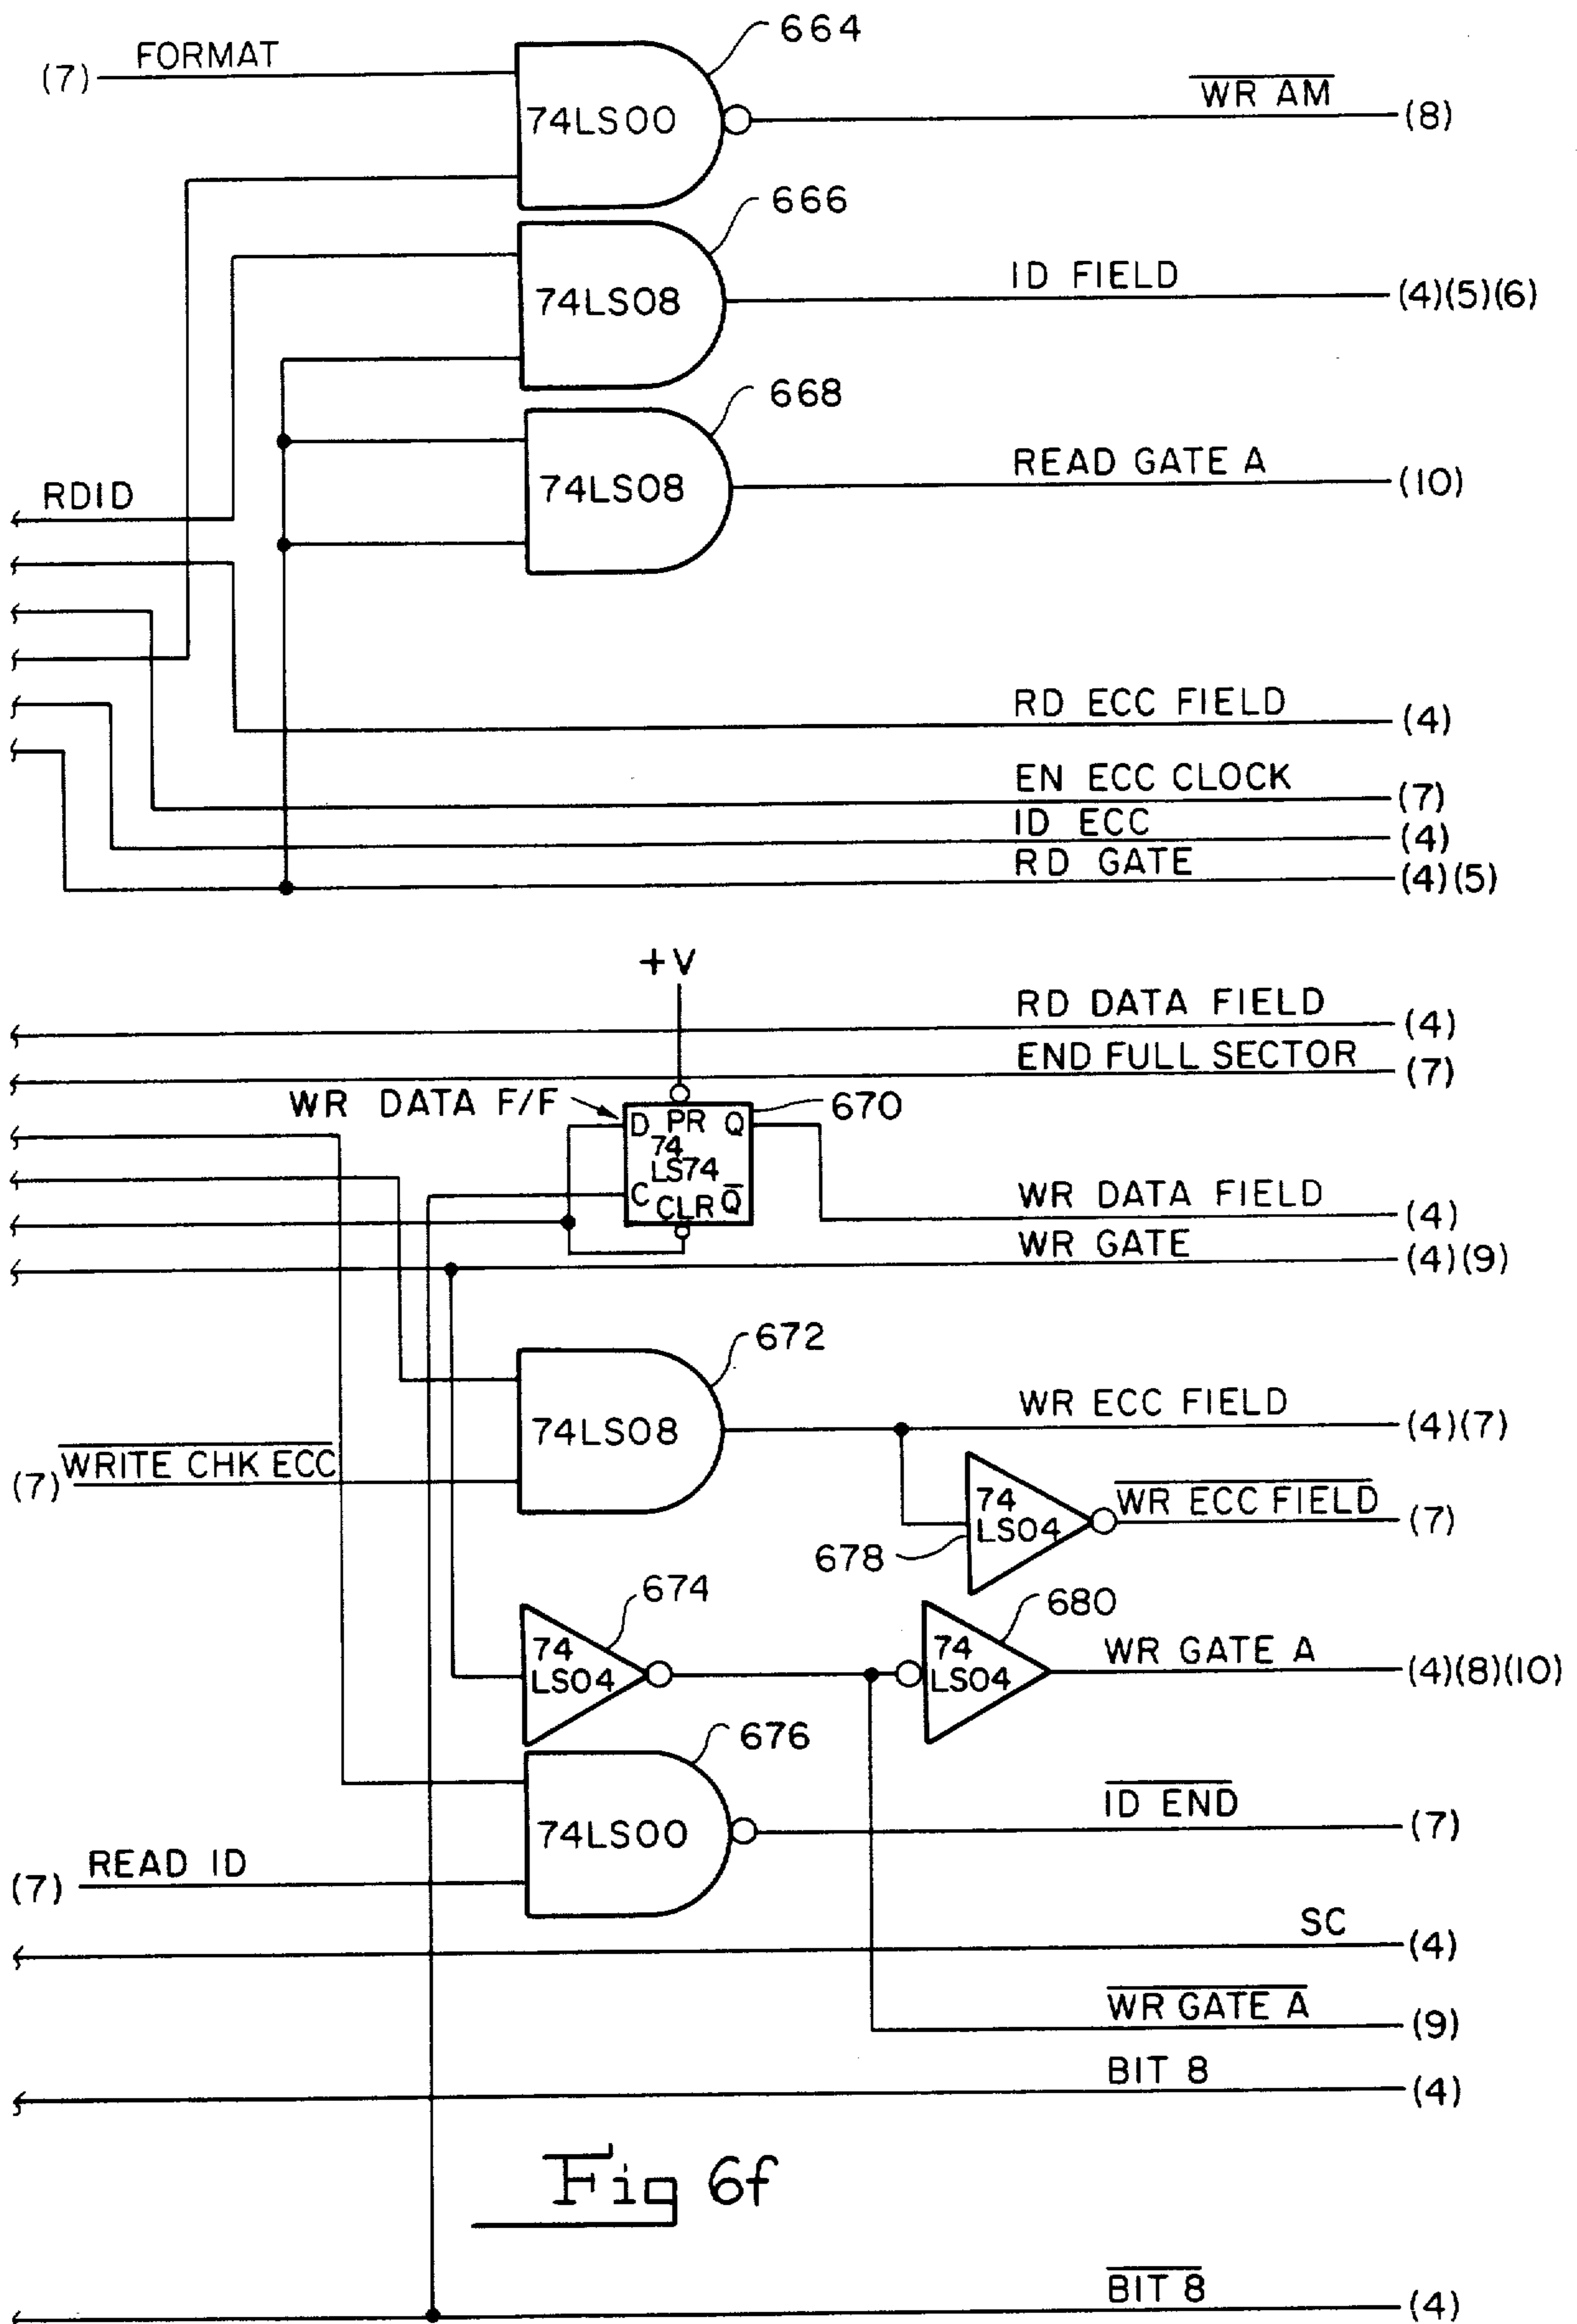 664
(7) FORMAT
74LS00
WR AM (8)
666
74LS08
ID FIELD (4)(5)(6)
668
74LS08
READ GATE A (10)
RDID
RD ECC FIELD (4)
EN ECC CLOCK (7)
ID ECC (4)
RD GATE (4)(5)
+V
RD DATA FIELD (4)
END FULL SECTOR (7)
WR DATA F/F
670
D PR Q
74
LS74
C CLR Q̅
WR DATA FIELD (4)
WR GATE (4)(9)
672
74LS08
WR ECC FIELD (4)(7)
(7) WRITE CHK ECC
74
LS04
WR ECC FIELD (7)
678
674
74
LS04
680
74
LS04
WR GATE A (4)(8)(10)
676
74LS00
ID END (7)
(7) READ ID
SC (4)
WR GATE A (9)
BIT 8 (4)
Fig 6f
BIT 8 (4)